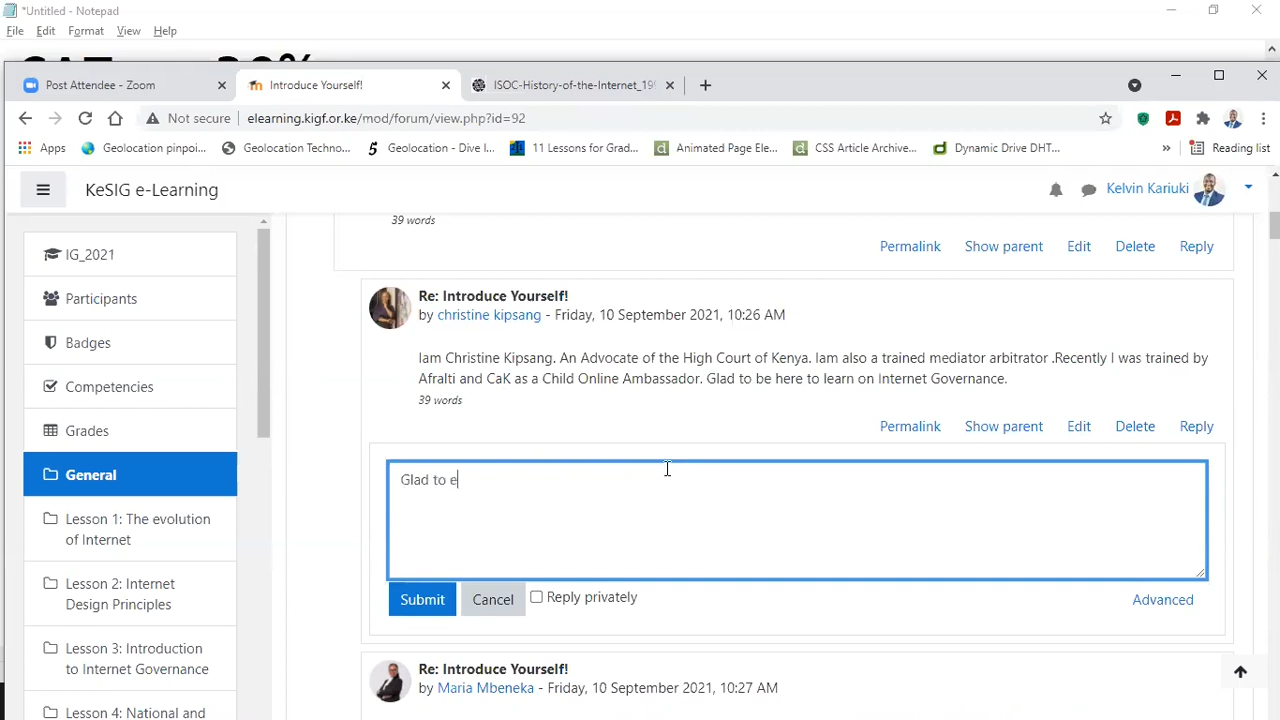 *Untitled - Notepad
File Edit Format View Help
Post Attendee - Zoom
Introduce Yourself!
ISOC-History-of-the-Internet_199
Not secure
elearning.kigf.or.ke/mod/forum/view.php?id=92
Apps
Geolocation pinpoi...
Geolocation Techno...
Geolocation - Dive I...
11 Lessons for Grad...
Animated Page Ele...
CSS Article Archive...
Dynamic Drive DHT...
»
Reading list
KeSIG e-Learning
Kelvin Kariuki
IG_2021
Participants
Badges
Competencies
Grades
General
Lesson 1: The evolution
of Internet
Lesson 2: Internet
Design Principles
Lesson 3: Introduction
to Internet Governance
Lesson 4: National and
39 words
Permalink Show parent Edit Delete Reply
Re: Introduce Yourself!
by christine kipsang - Friday, 10 September 2021, 10:26 AM
Iam Christine Kipsang. An Advocate of the High Court of Kenya. Iam also a trained mediator arbitrator .Recently I was trained by
Afralti and CaK as a Child Online Ambassador. Glad to be here to learn on Internet Governance.
39 words
Permalink Show parent Edit Delete Reply
Glad to e
Submit Cancel Reply privately Advanced
Re: Introduce Yourself!
by Maria Mbeneka - Friday, 10 September 2021, 10:27 AM